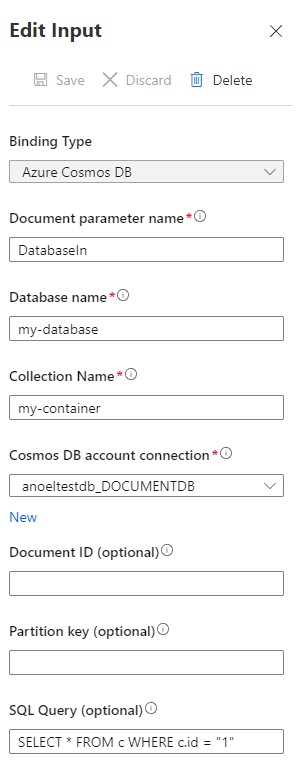 Edit Input
Save Discard Delete
Binding Type
Azure Cosmos DB
Document parameter name*
DatabaseIn
Database name*
my-database
Collection Name*
my-container
Cosmos DB account connection*
anoeltestdb_DOCUMENTDB
New
Document ID (optional)
Partition key (optional)
SQL Query (optional)
SELECT * FROM c WHERE c.id = "1"